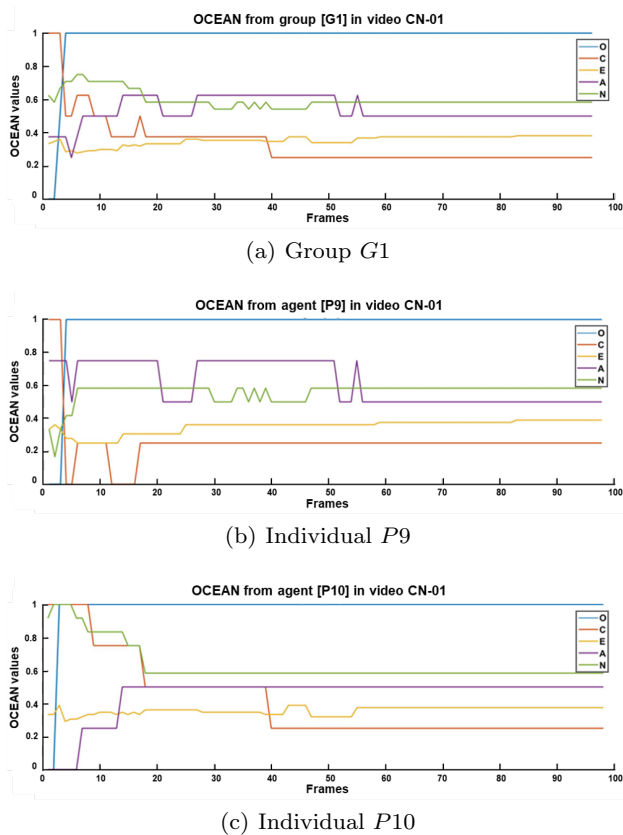 OCEAN from group [G1] in video CN-01
OCEAN values
1
0.8
0.6
0.4
0.2
0
0 10 20 30 40 50 60 70 80 90 100
Frames
O
C
E
A
N
(a) Group G1
OCEAN from agent [P9] in video CN-01
OCEAN values
1
0.8
0.6
0.4
0.2
0
0 10 20 30 40 50 60 70 80 90 100
Frames
O
C
E
A
N
(b) Individual P9
OCEAN from agent [P10] in video CN-01
OCEAN values
1
0.8
0.6
0.4
0.2
0
0 10 20 30 40 50 60 70 80 90 100
Frames
O
C
E
A
N
(c) Individual P10